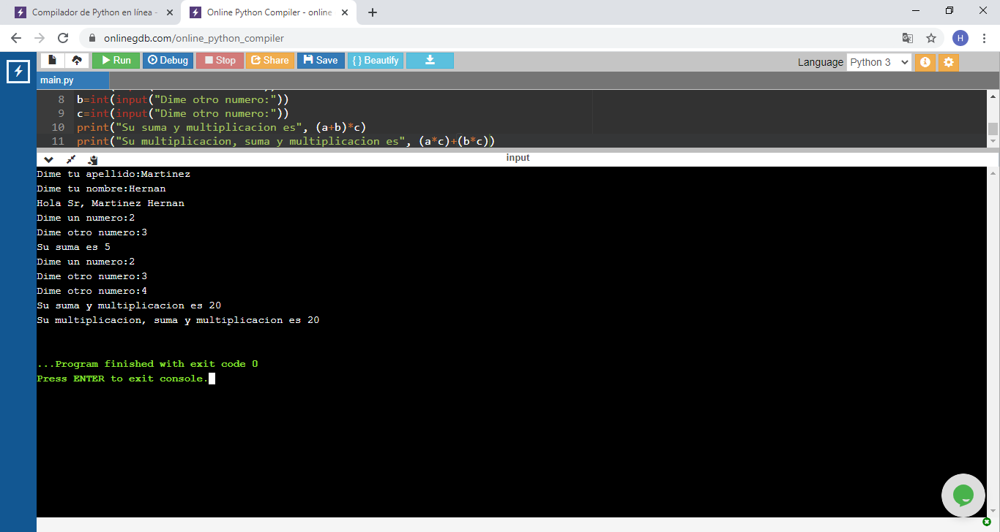 Compilador de Python en línea -
Online Python Compiler - online
onlinegdb.com/online_python_compiler
H
Run Debug Stop Share Save { } Beautify
Language Python 3
main.py
8 b=int(input("Dime otro numero:"))
9 c=int(input("Dime otro numero:"))
10 print("Su suma y multiplicacion es", (a+b)*c)
11 print("Su multiplicacion, suma y multiplicacion es", (a*c)+(b*c))
input
Dime tu apellido:Martinez
Dime tu nombre:Hernan
Hola Sr, Martinez Hernan
Dime un numero:2
Dime otro numero:3
Su suma es 5
Dime un numero:2
Dime otro numero:3
Dime otro numero:4
Su suma y multiplicacion es 20
Su multiplicacion, suma y multiplicacion es 20
...Program finished with exit code 0
Press ENTER to exit console.